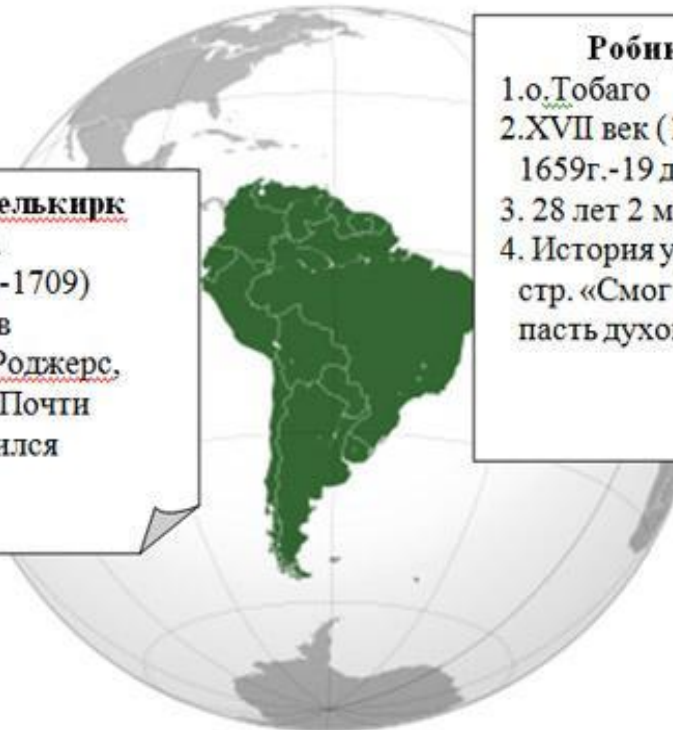 елькирк
-1709)
в
Роджерс,
Почти
ился
Робин
1.о.Тобаго
2.XVII век (
1659г.-19 д
3. 28 лет 2 м
4. История у
стр. «Смог
пасть духо